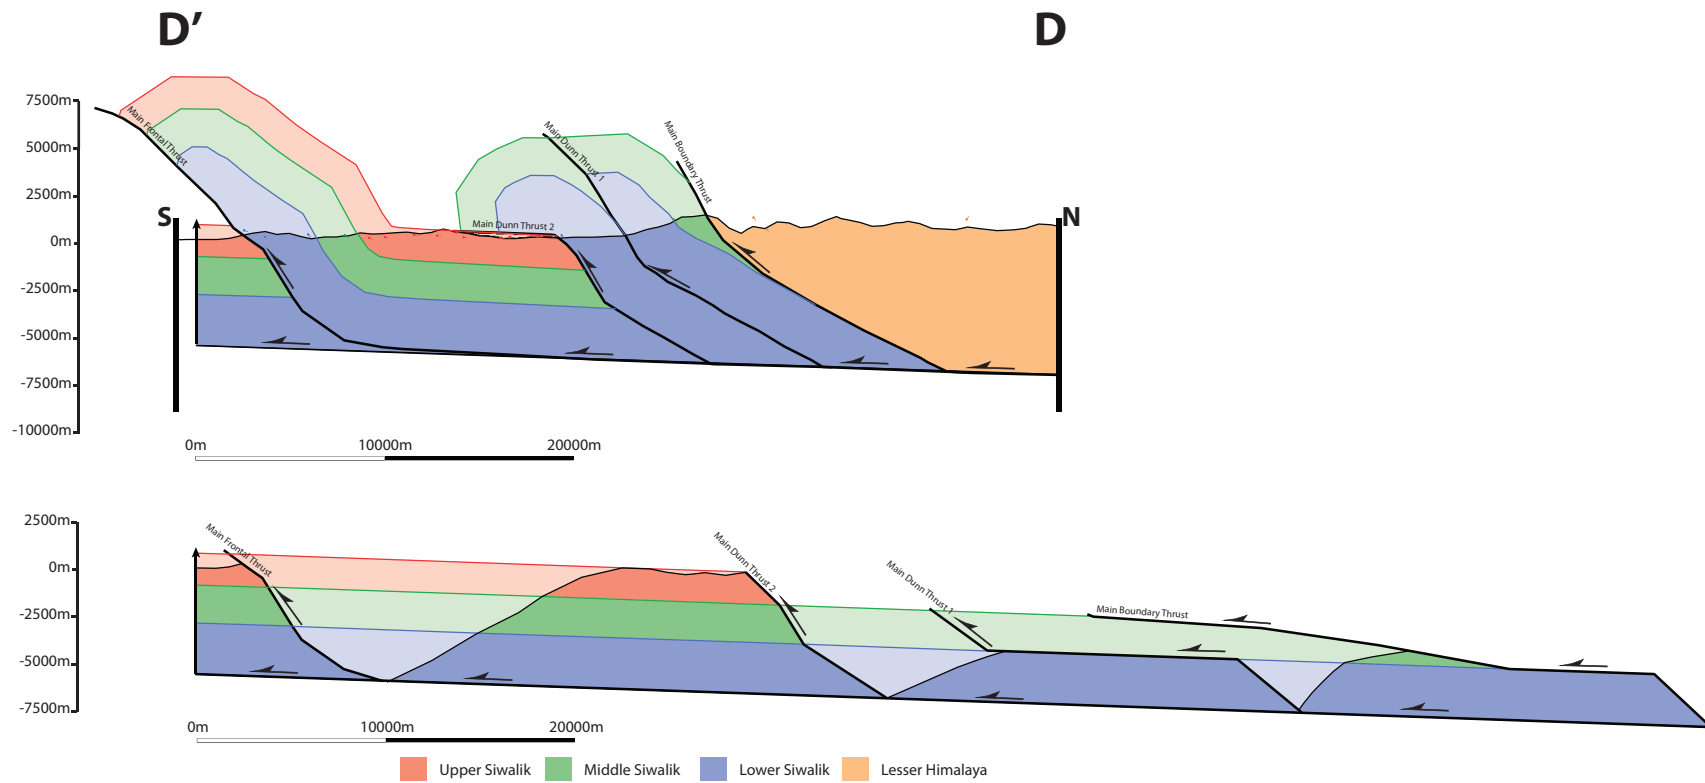 D’ D
7500m
5000m
2500m
0m
-2500m
-5000m
-7500m
-10000m
S
N
Main Frontal Thrust
Main Dunn Thrust 1
Main Boundary Thrust
Main Dunn Thrust 2
0m 10000m 20000m
2500m
0m
-2500m
-5000m
-7500m
Main Frontal Thrust
Main Dunn Thrust 2
Main Dunn Thrust 1
Main Boundary Thrust
0m 10000m 20000m
Upper Siwalik Middle Siwalik Lower Siwalik Lesser Himalaya